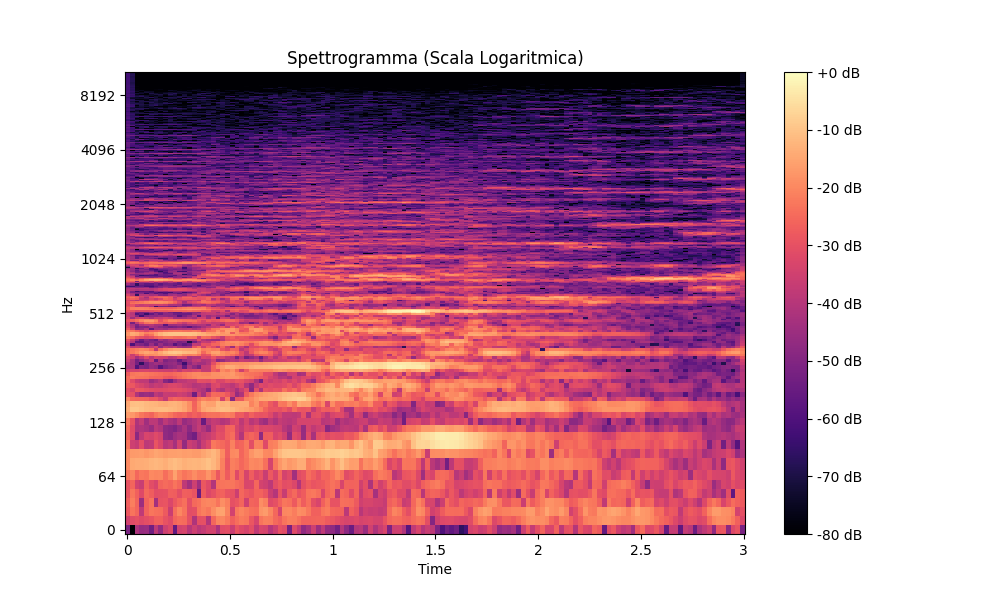 Spettrogramma (Scala Logaritmica)
Hz
8192
4096
2048
1024
512
256
128
64
0
0
0.5
1
1.5
2
2.5
3
Time
+0 dB
-10 dB
-20 dB
-30 dB
-40 dB
-50 dB
-60 dB
-70 dB
-80 dB